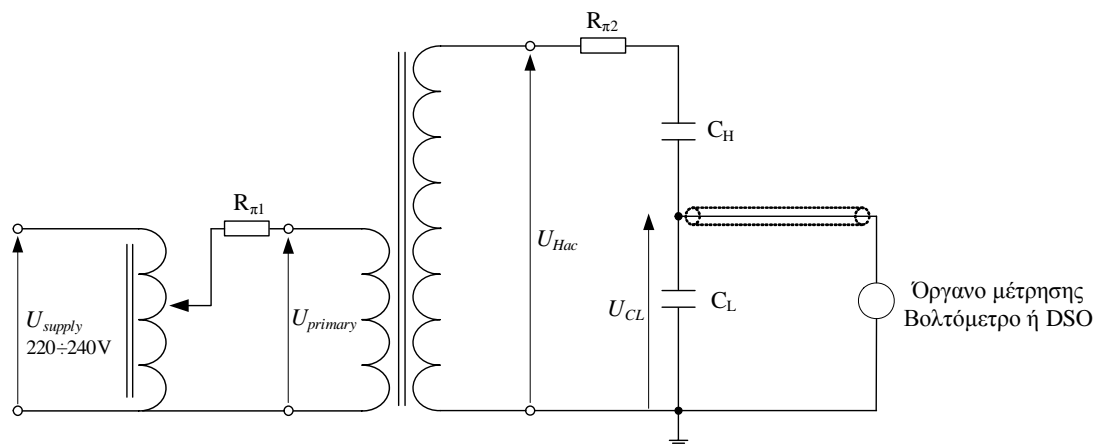 R_π2
C_H
R_π1
U_Hac
U_supply
220÷240V
U_primary
U_CL
C_L
Όργανο μέτρησης
Βολτόμετρο ή DSO